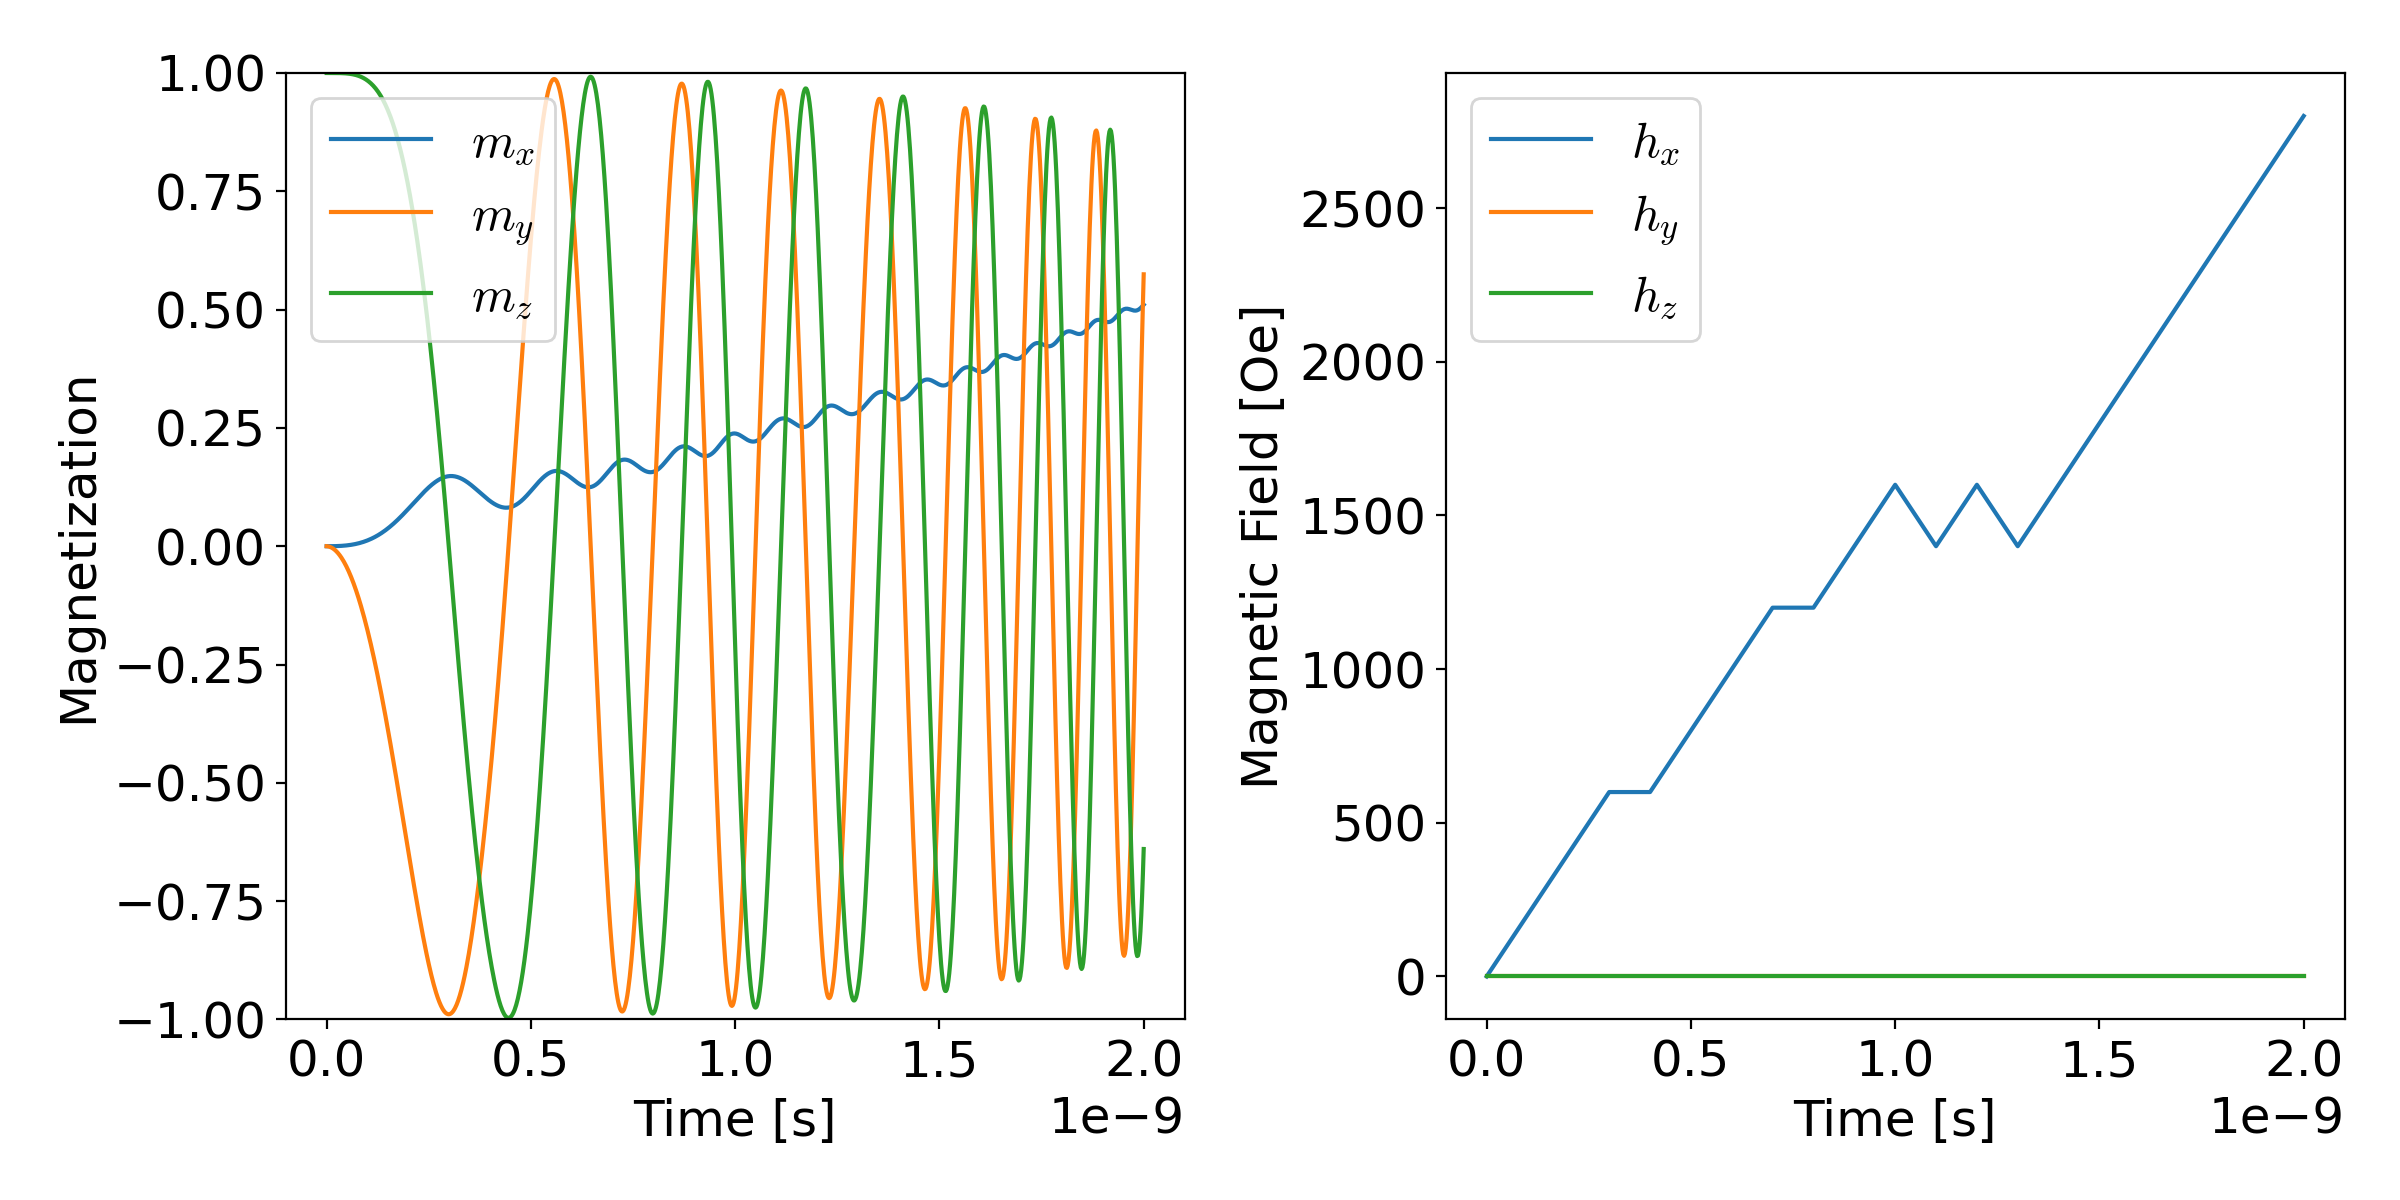 1.00
0.75
0.50
0.25
0.00
−0.25
−0.50
−0.75
−1.00
Magnetization
m_x
m_y
m_z
0.0 0.5 1.0 1.5 2.0
Time [s]
1e−9
2500
2000
1500
1000
500
0
Magnetic Field [Oe]
h_x
h_y
h_z
0.0 0.5 1.0 1.5 2.0
Time [s]
1e−9